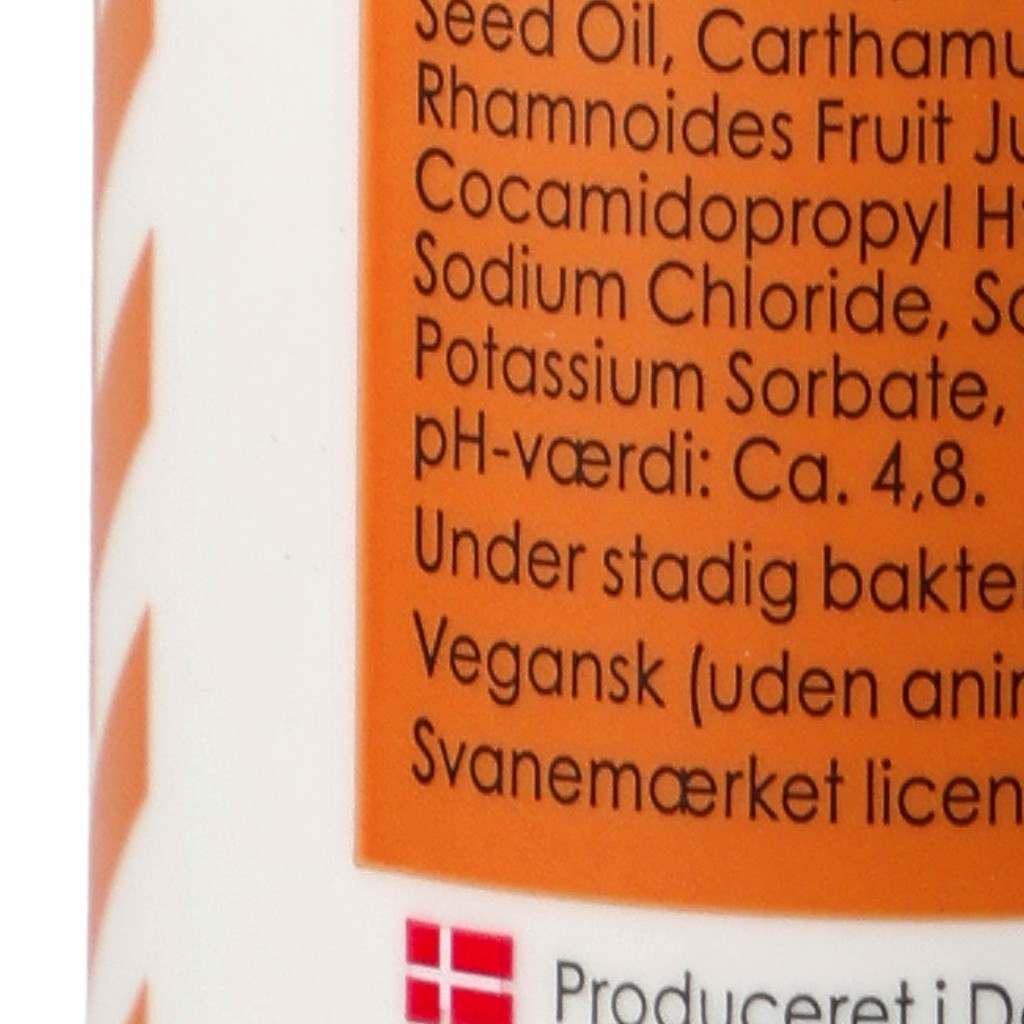 Seed Oil, Carthamu
Rhamnoides Fruit Ju
Cocamidopropyl H
Sodium Chloride, So
Potassium Sorbate,
pH-værdi: Ca. 4,8.
Under stadig bakte
Vegansk (uden ani
Svanemærket licen
Produceret i D